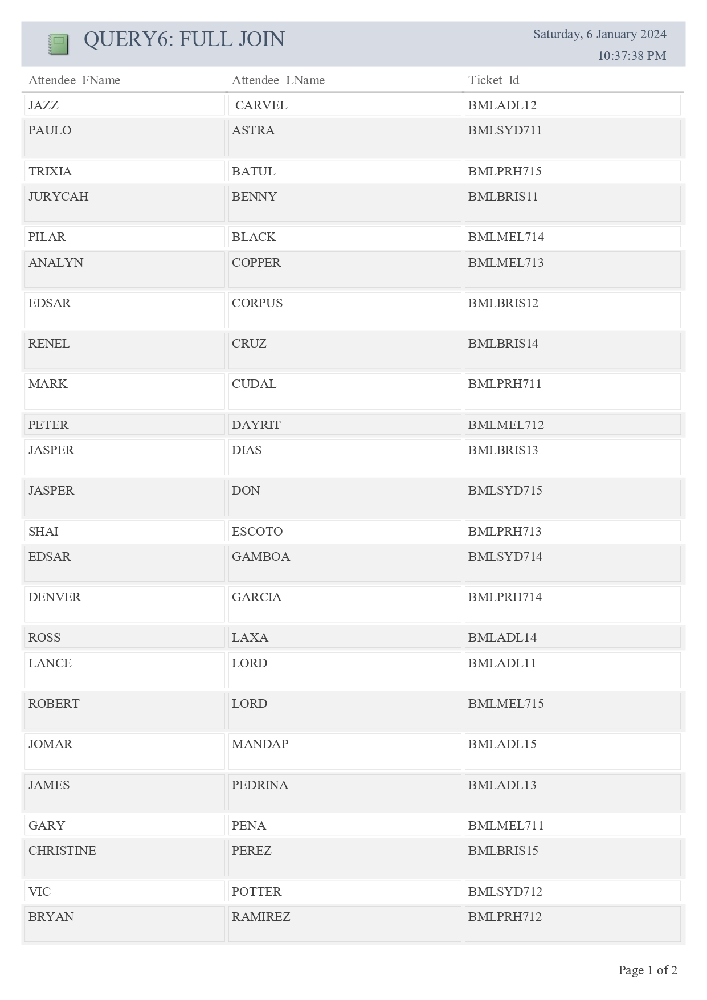 QUERY6: FULL JOIN
Saturday, 6 January 2024
10:37:38 PM
Attendee_FName Attendee_LName Ticket_Id
JAZZ CARVEL BMLADL12
PAULO ASTRA BMLSYD711
TRIXIA BATUL BMLPRH715
JURYCAH BENNY BMLBRIS11
PILAR BLACK BMLMEL714
ANALYN COPPER BMLMEL713
EDSAR CORPUS BMLBRIS12
RENEL CRUZ BMLBRIS14
MARK CUDAL BMLPRH711
PETER DAYRIT BMLMEL712
JASPER DIAS BMLBRIS13
JASPER DON BMLSYD715
SHAI ESCOTO BMLPRH713
EDSAR GAMBOA BMLSYD714
DENVER GARCIA BMLPRH714
ROSS LAXA BMLADL14
LANCE LORD BMLADL11
ROBERT LORD BMLMEL715
JOMAR MANDAP BMLADL15
JAMES PEDRINA BMLADL13
GARY PENA BMLMEL711
CHRISTINE PEREZ BMLBRIS15
VIC POTTER BMLSYD712
BRYAN RAMIREZ BMLPRH712
Page 1 of 2